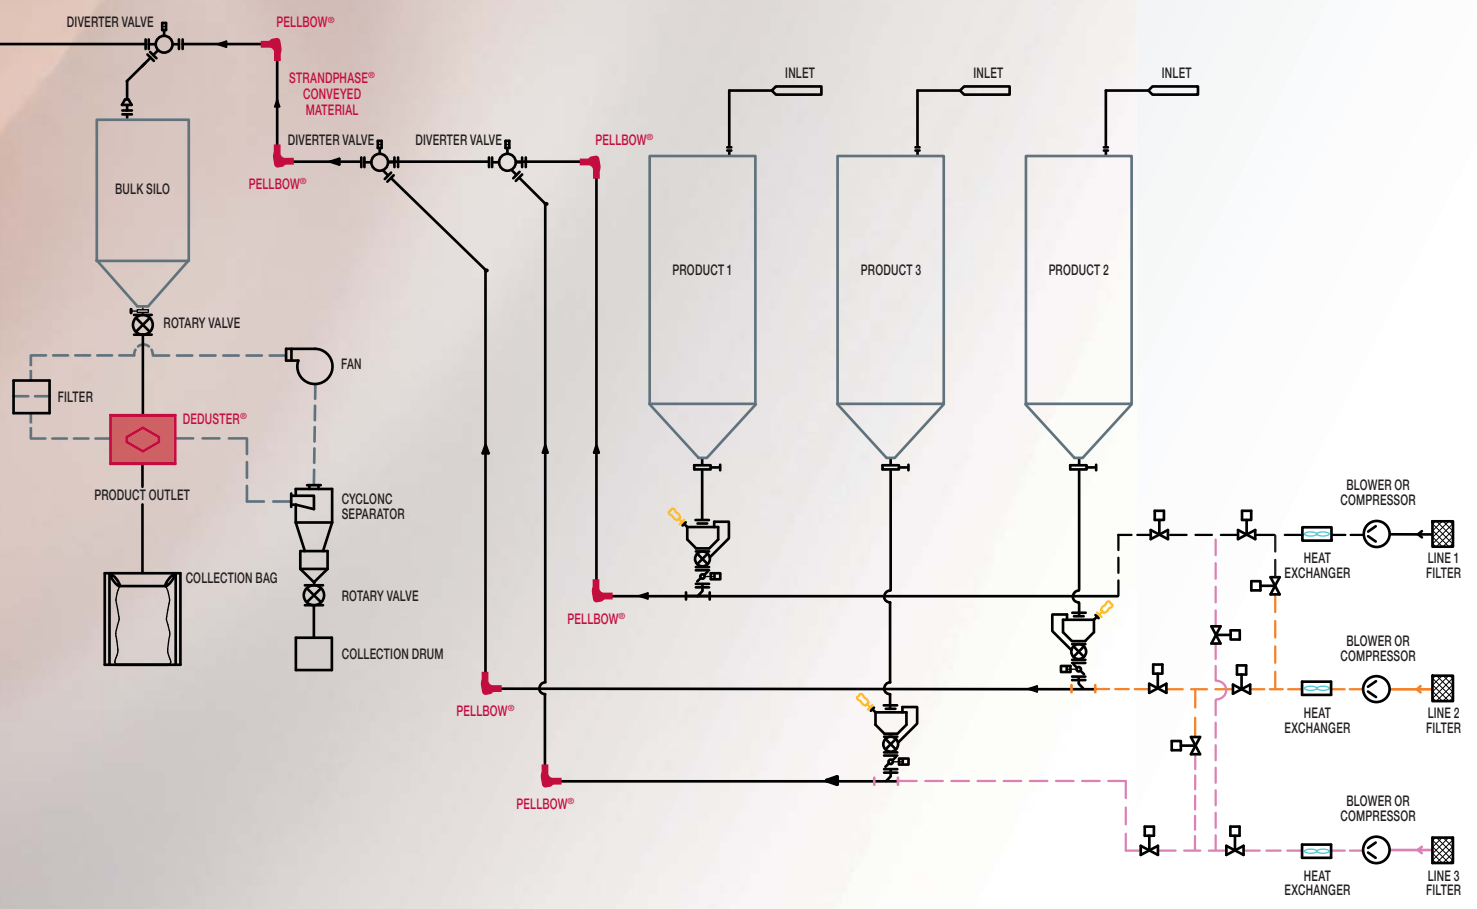 DIVERTER VALVE
PELLBOW®
STRANDPHASE®
CONVEYED
MATERIAL
INLET
INLET
INLET
DIVERTER VALVE
DIVERTER VALVE
PELLBOW®
PELLBOW®
BULK SILO
PRODUCT 1
PRODUCT 3
PRODUCT 2
ROTARY VALVE
FAN
FILTER
DEDUSTER®
PRODUCT OUTLET
CYCLONC
SEPARATOR
COLLECTION BAG
ROTARY VALVE
COLLECTION DRUM
PELLBOW®
PELLBOW®
PELLBOW®
BLOWER OR
COMPRESSOR
HEAT
EXCHANGER
LINE 1
FILTER
BLOWER OR
COMPRESSOR
HEAT
EXCHANGER
LINE 2
FILTER
BLOWER OR
COMPRESSOR
HEAT
EXCHANGER
LINE 3
FILTER